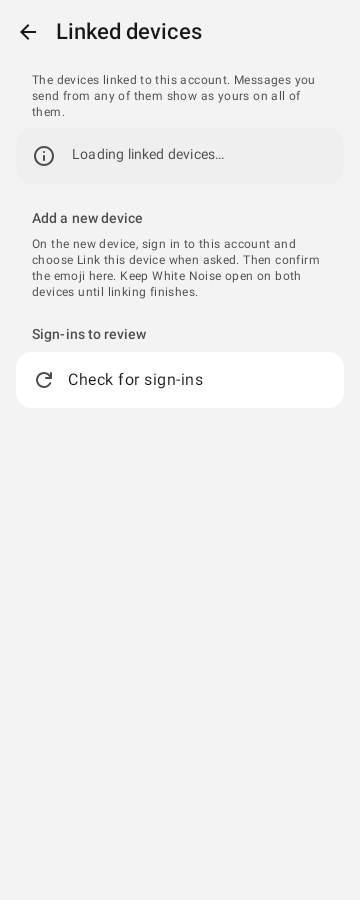 Linked devices
The devices linked to this account. Messages you
send from any of them show as yours on all of
them.
Loading linked devices…
Add a new device
On the new device, sign in to this account and
choose Link this device when asked. Then confirm
the emoji here. Keep White Noise open on both
devices until linking finishes.
Sign-ins to review
Check for sign-ins